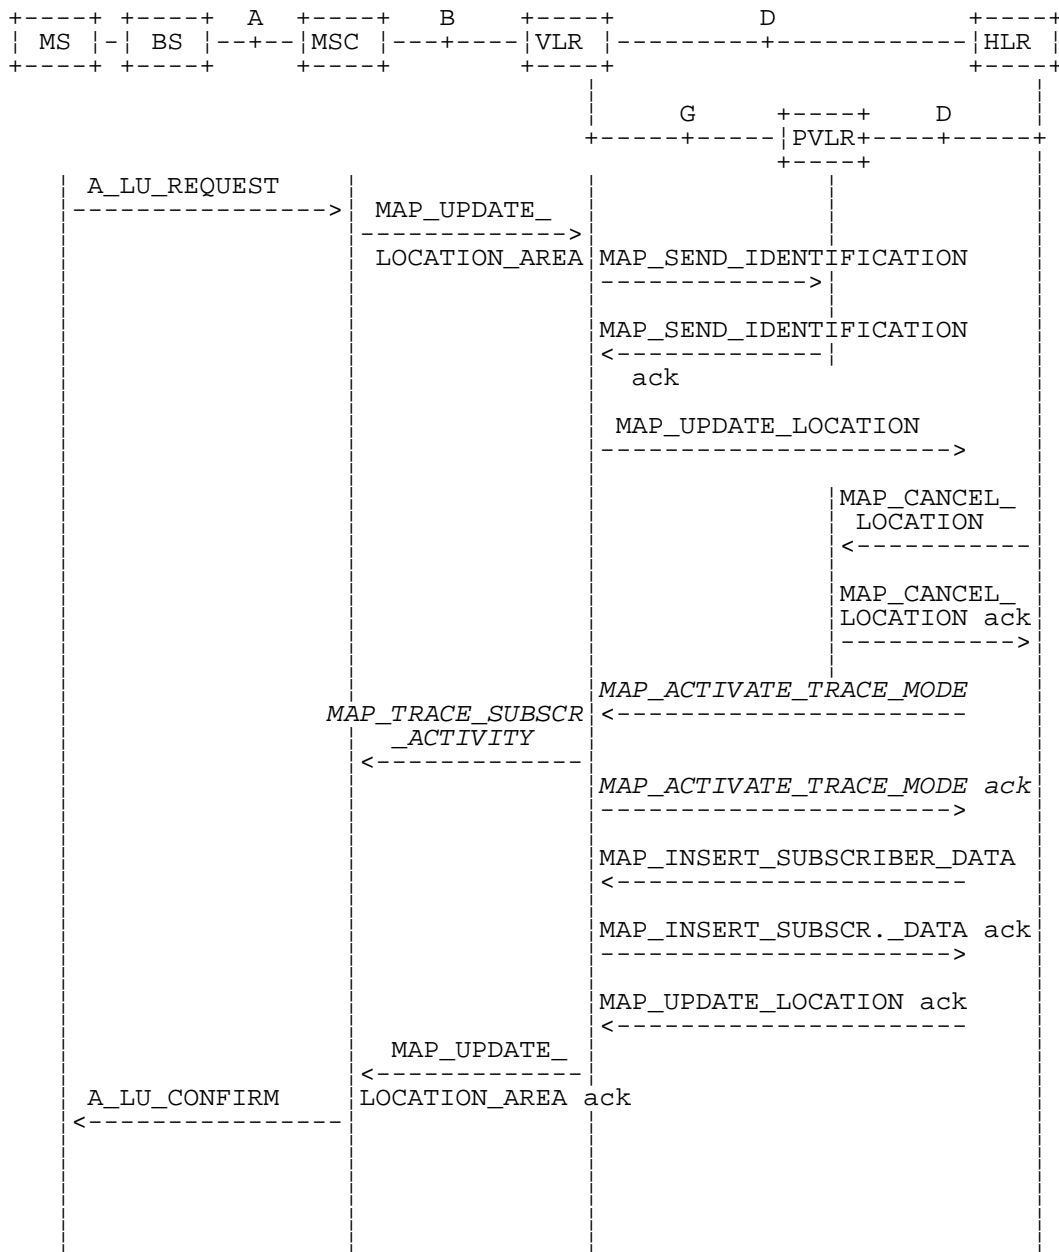 A B D
MS BS MSC VLR HLR
G D
PVLR
A_LU_REQUEST
MAP_UPDATE_
LOCATION_AREA MAP_SEND_IDENTIFICATION
MAP_SEND_IDENTIFICATION
ack
MAP_UPDATE_LOCATION
MAP_CANCEL_
LOCATION
MAP_CANCEL_
LOCATION ack
MAP_ACTIVATE_TRACE_MODE
MAP_TRACE_SUBSCR
_ACTIVITY
MAP_ACTIVATE_TRACE_MODE ack
MAP_INSERT_SUBSCRIBER_DATA
MAP_INSERT_SUBSCR._DATA ack
MAP_UPDATE_LOCATION ack
MAP_UPDATE_
A_LU_CONFIRM LOCATION_AREA ack